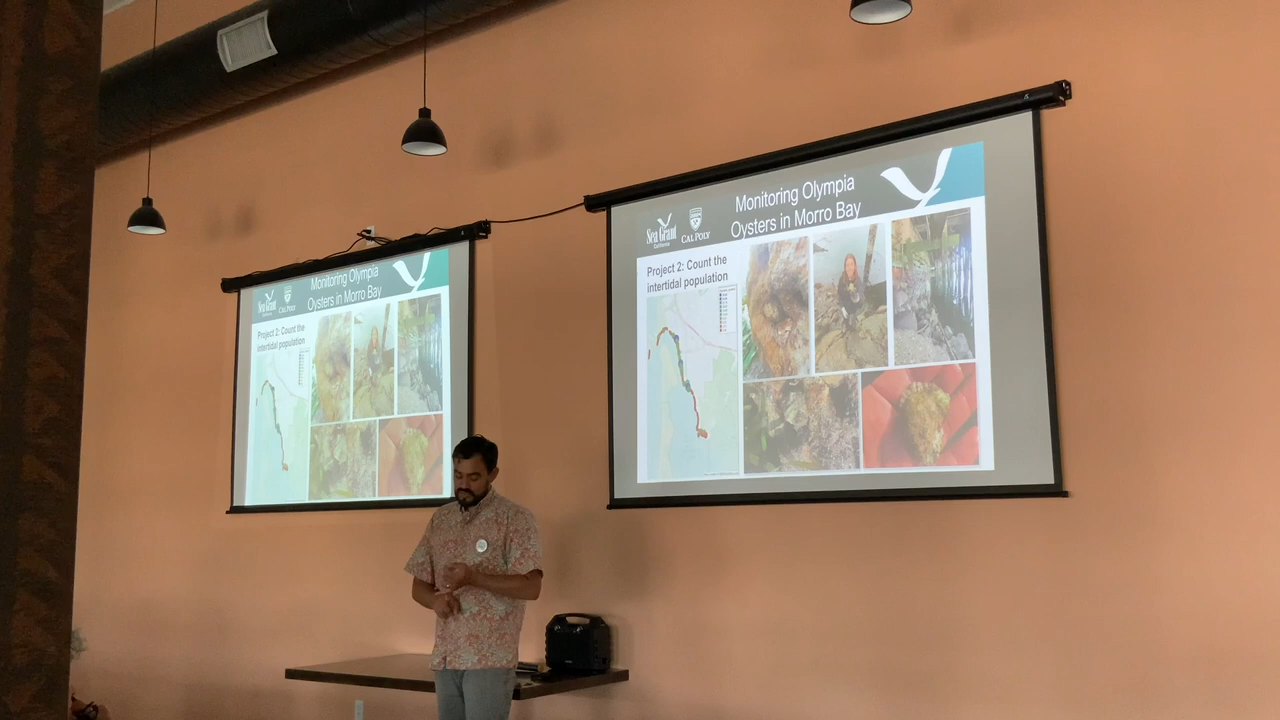 Monitoring Olympia
Oysters in Morro Bay
Sea Grant
California
CAL POLY
Project 2: Count the
intertidal population
Monitoring Olympia
Oysters in Morro Bay
Sea Grant
California
CAL POLY
Project 2: Count the
intertidal population